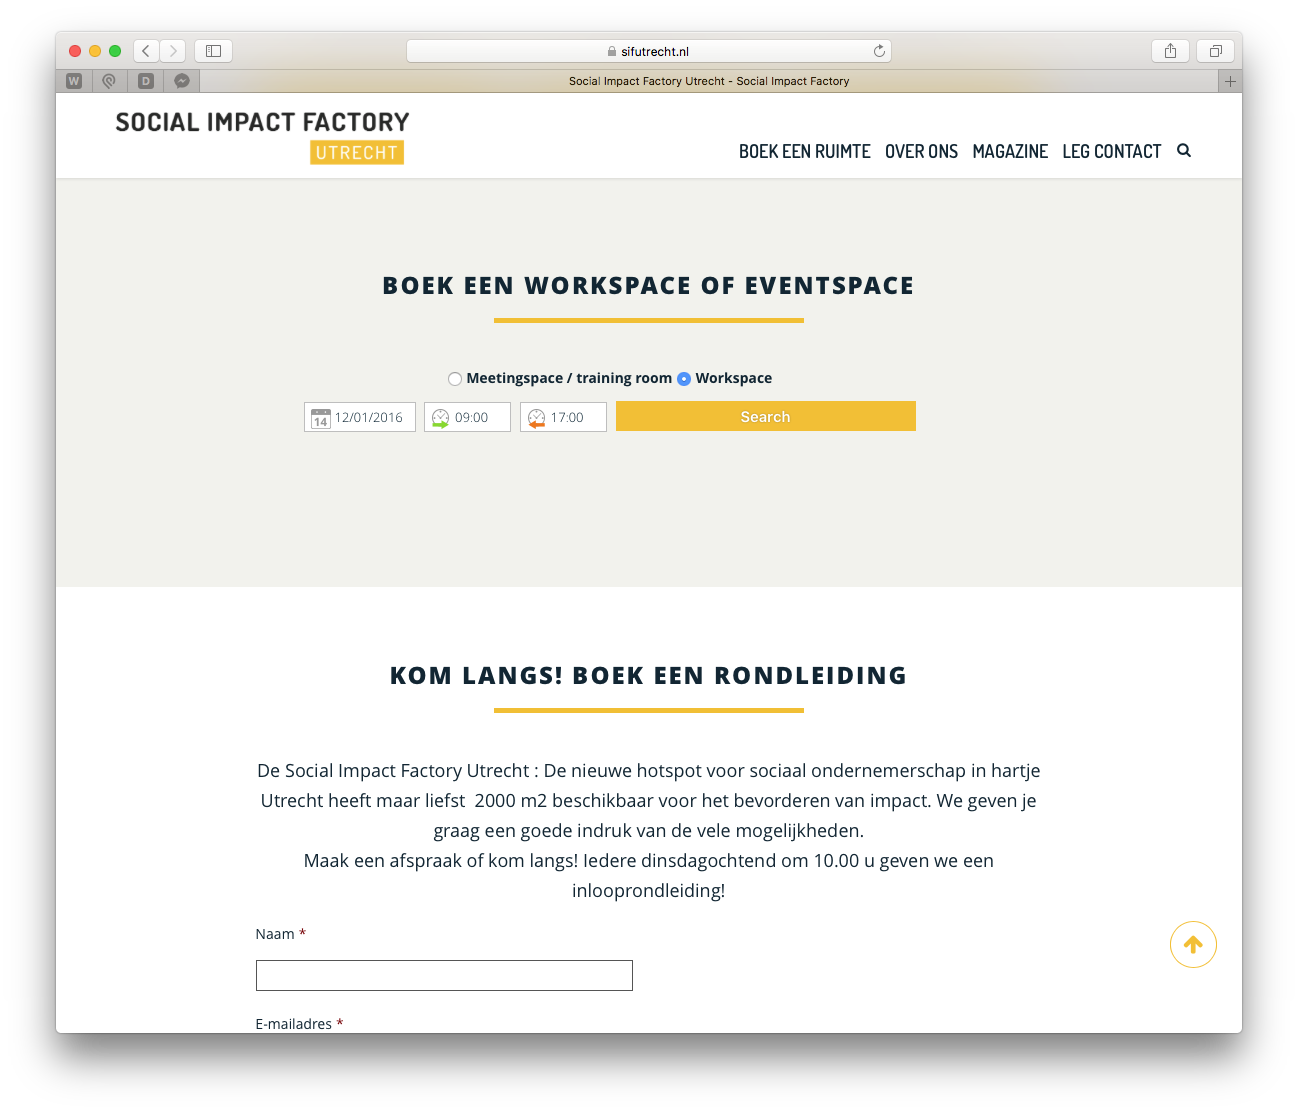 sifutrecht.nl
W
D
Social Impact Factory Utrecht - Social Impact Factory
SOCIAL IMPACT FACTORY
UTRECHT
BOEK EEN RUIMTE OVER ONS MAGAZINE LEG CONTACT
BOEK EEN WORKSPACE OF EVENTSPACE
Meetingspace / training room Workspace
14 12/01/2016 09:00 17:00 Search
KOM LANGS! BOEK EEN RONDLEIDING
De Social Impact Factory Utrecht : De nieuwe hotspot voor sociaal ondernemerschap in hartje
Utrecht heeft maar liefst 2000 m2 beschikbaar voor het bevorderen van impact. We geven je
graag een goede indruk van de vele mogelijkheden.
Maak een afspraak of kom langs! Iedere dinsdagochtend om 10.00 u geven we een
inlooprondleiding!
Naam *
E-mailadres *